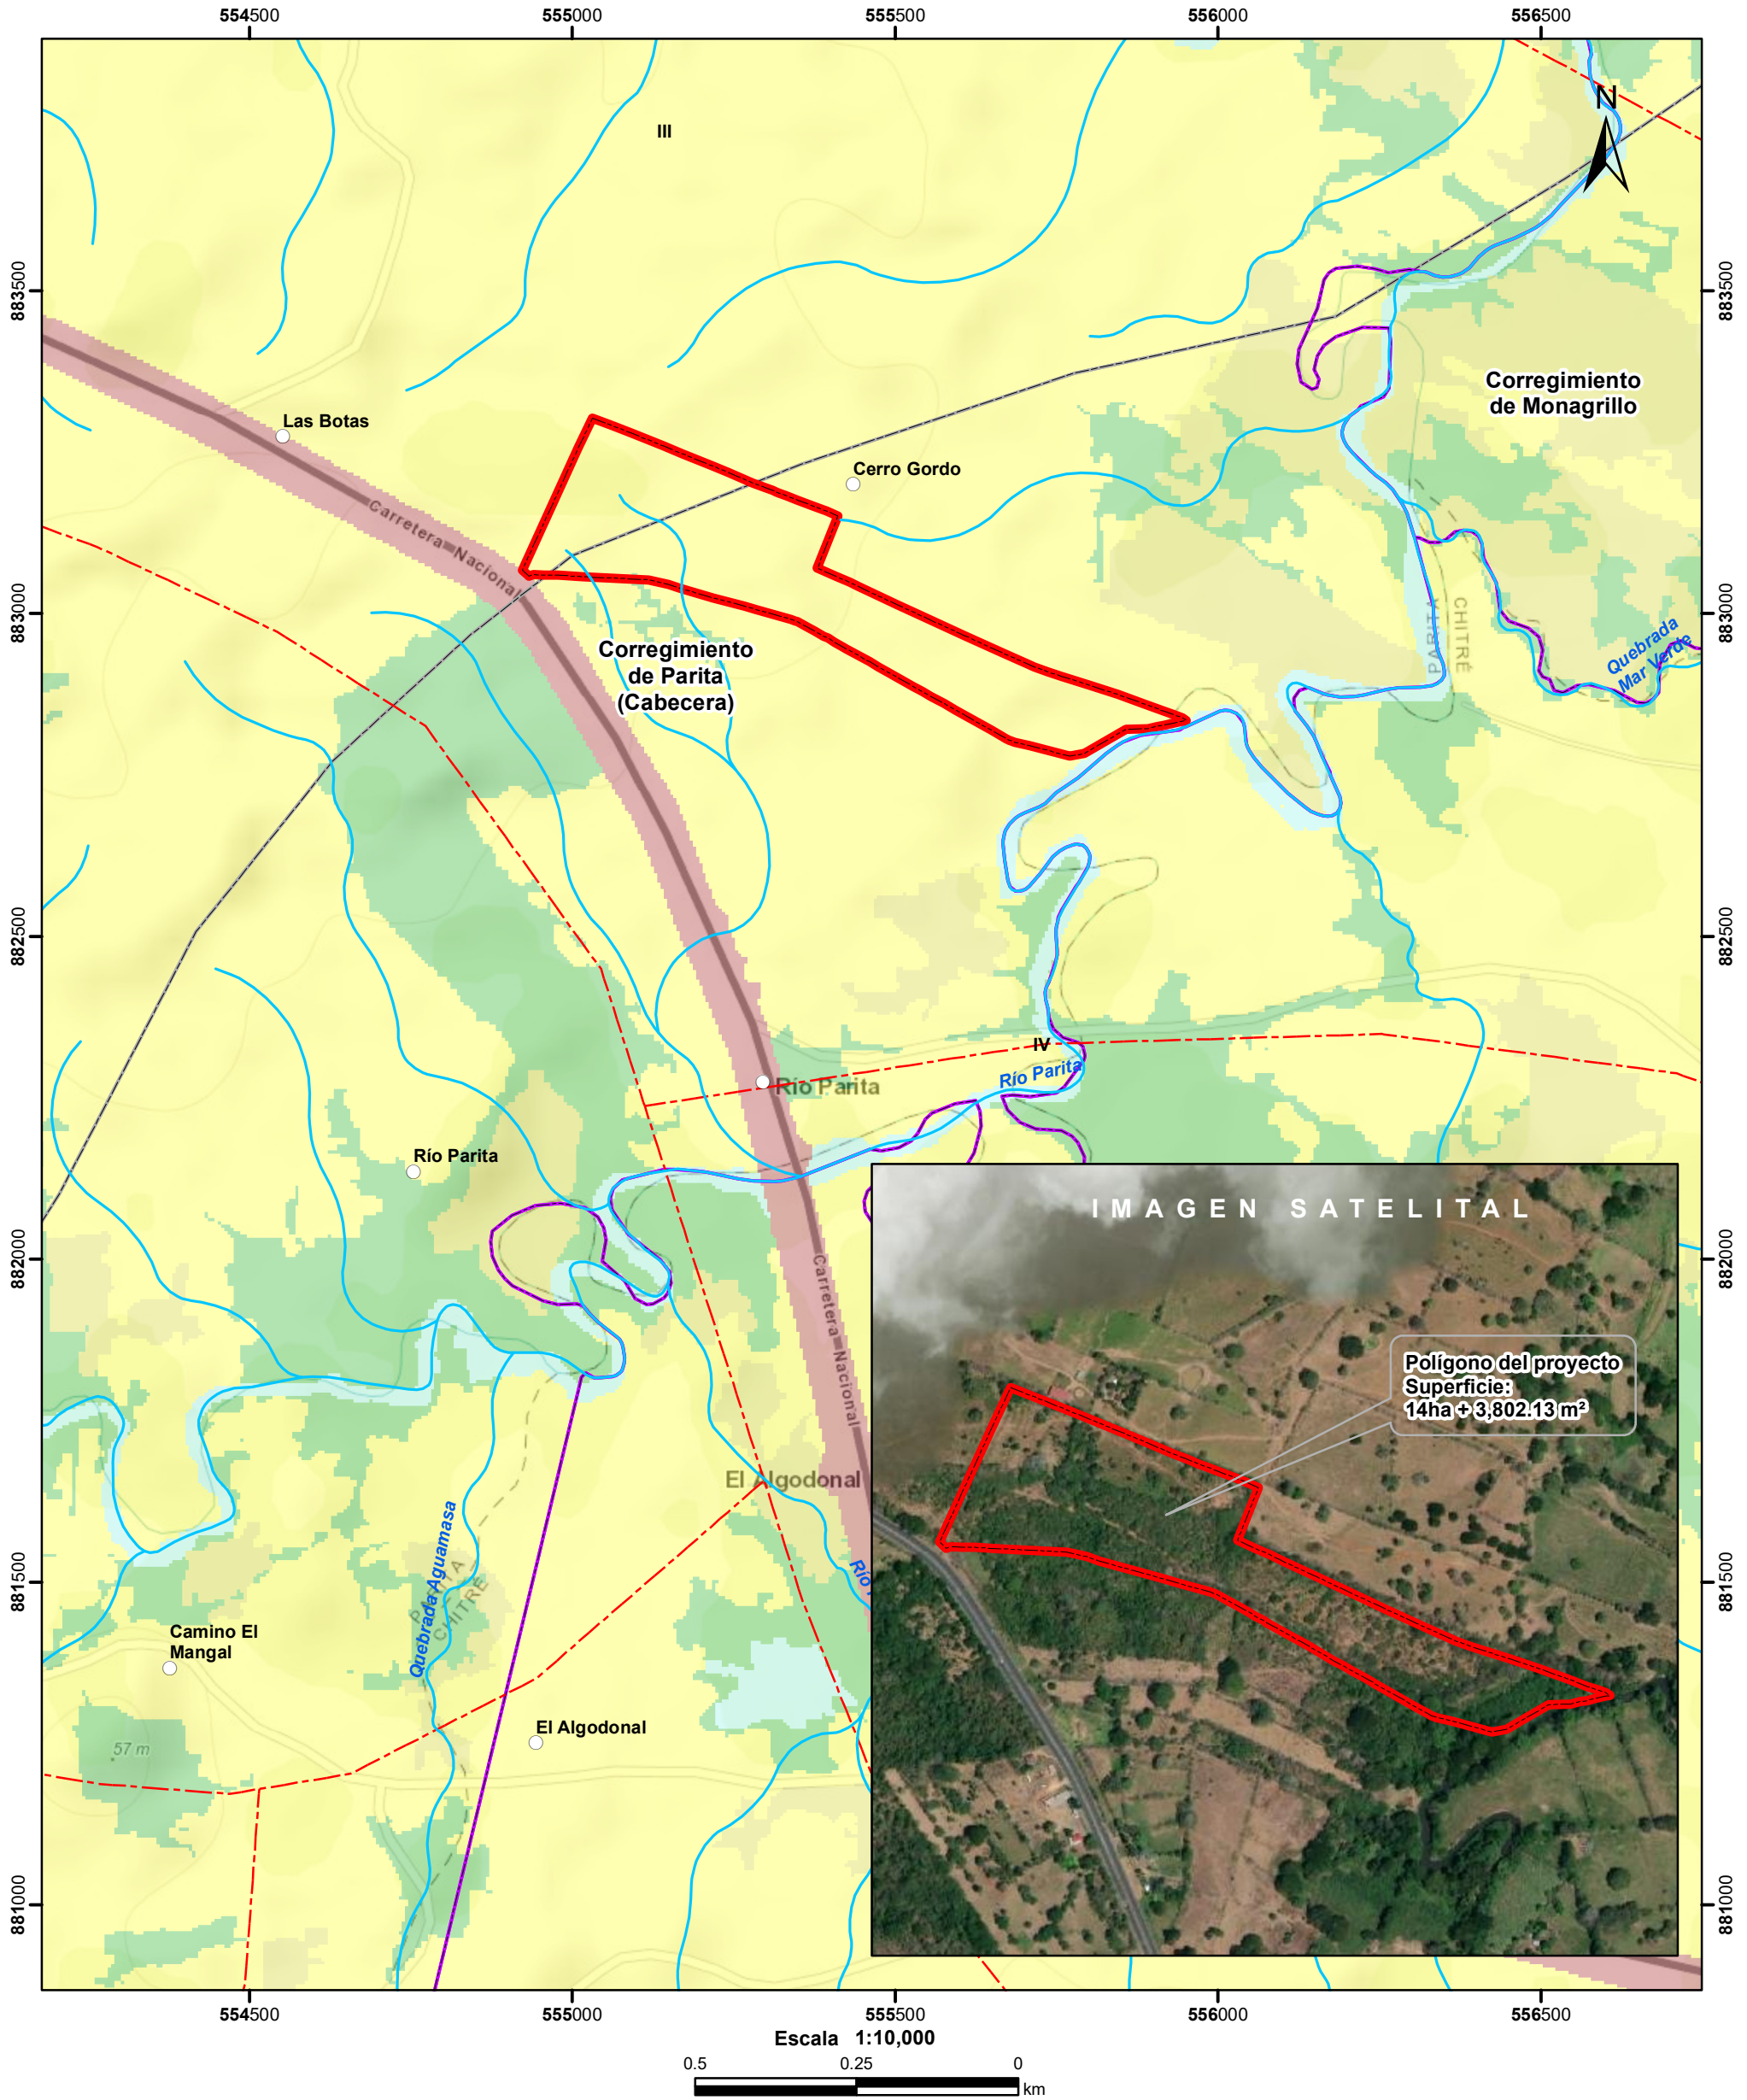 554500 555000 555500 556000 556500
N
III
883500 883500
Corregimiento
de Monagrillo
Las Botas
Cerro Gordo
Carretera Nacional
883000 883000
PARITA
CHITRÉ
Corregimiento
de Parita
(Cabecera)
Quebrada
Mar Verde
882500 882500
IV
Río Parita
Río Parita
Río Parita
IMAGEN SATELITAL
882000 882000
Carretera Nacional
Polígono del proyecto
Superficie:
14ha + 3,802.13 m²
El Algodonal
Quebrada Aguamasa
PARITA
CHITRÉ
Río
881500 881500
Camino El
Mangal
El Algodonal
57 m
881000 881000
554500 555000 555500 556000 556500
Escala 1:10,000
0.5 0.25 0
km